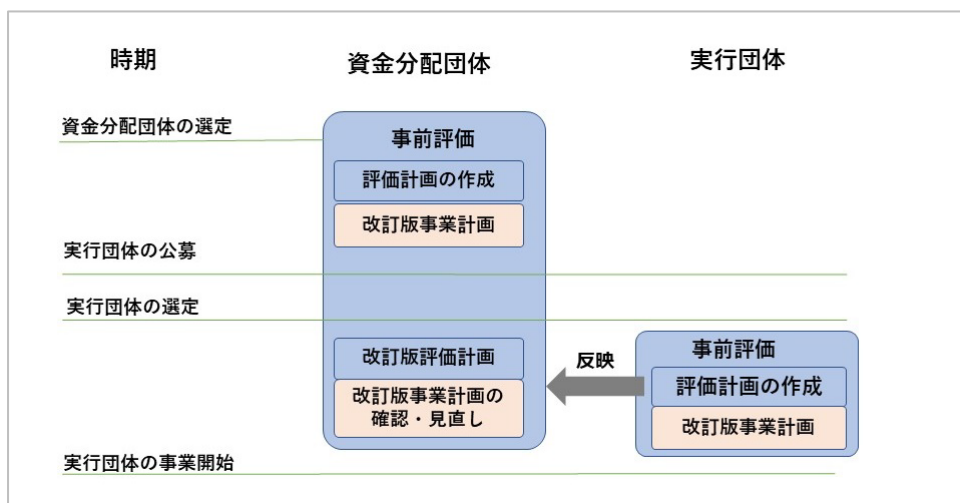 時期
資金分配団体
実行団体
資金分配団体の選定
事前評価
評価計画の作成
改訂版事業計画
実行団体の公募
実行団体の選定
改訂版評価計画
改訂版事業計画の
確認・見直し
反映
事前評価
評価計画の作成
改訂版事業計画
実行団体の事業開始